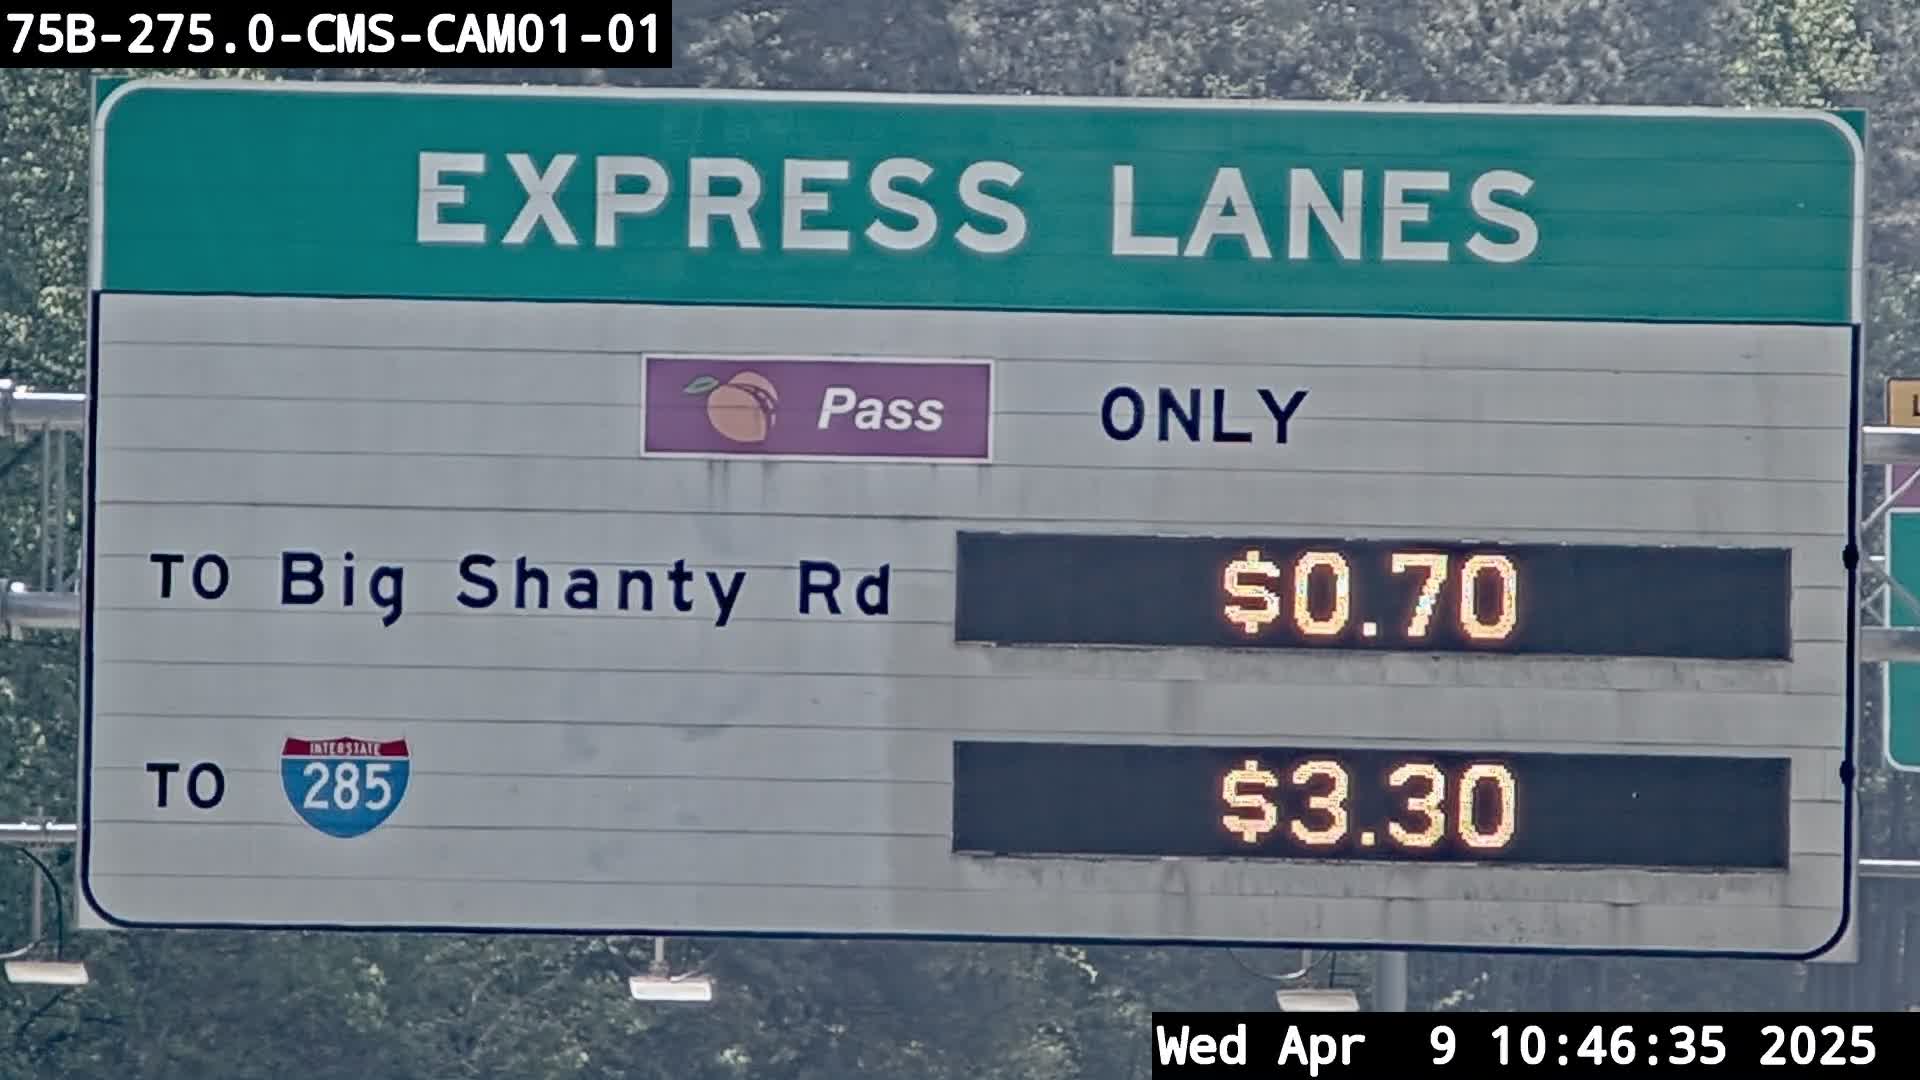 75B-275.0-CMS-CAM01-01
EXPRESS LANES
Pass ONLY
TO Big Shanty Rd $0.70
TO INTERSTATE 285 $3.30
Wed Apr 9 10:46:35 2025